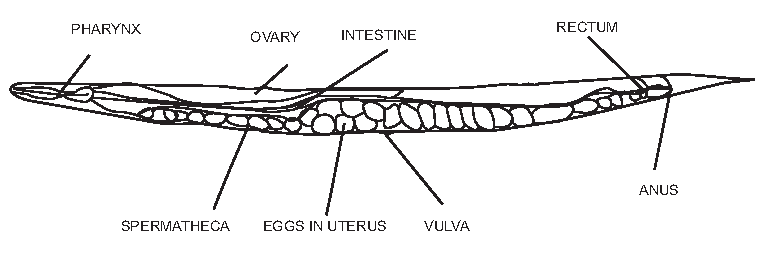 PHARYNX
OVARY
INTESTINE
RECTUM
ANUS
SPERMATHECA
EGGS IN UTERUS
VULVA